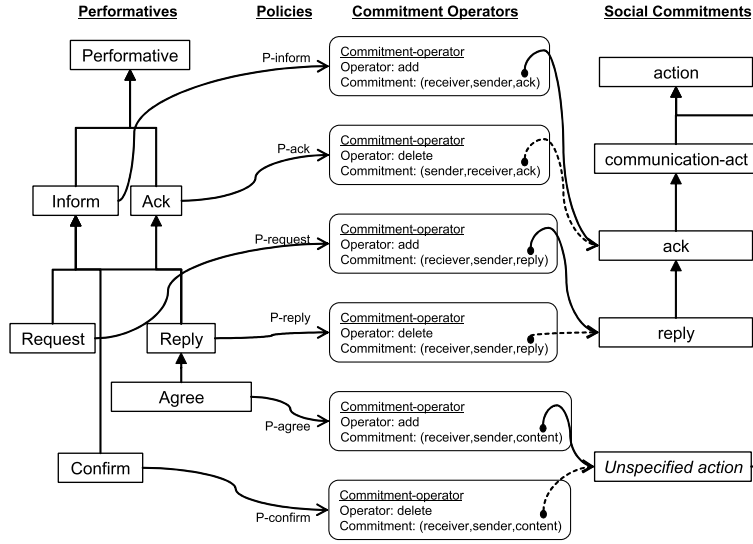 Performatives
Policies
Commitment Operators
Social Commitments
Performative
P-inform
Commitment-operator
Operator: add
Commitment: (receiver,sender,ack)
action
P-ack
Commitment-operator
Operator: delete
Commitment: (sender,receiver,ack)
communication-act
Inform
Ack
P-request
Commitment-operator
Operator: add
Commitment: (reciever,sender,reply)
ack
Request
Reply
P-reply
Commitment-operator
Operator: delete
Commitment: (receiver,sender,reply)
reply
Agree
P-agree
Commitment-operator
Operator: add
Commitment: (receiver,sender,content)
Confirm
Unspecified action
P-confirm
Commitment-operator
Operator: delete
Commitment: (receiver,sender,content)